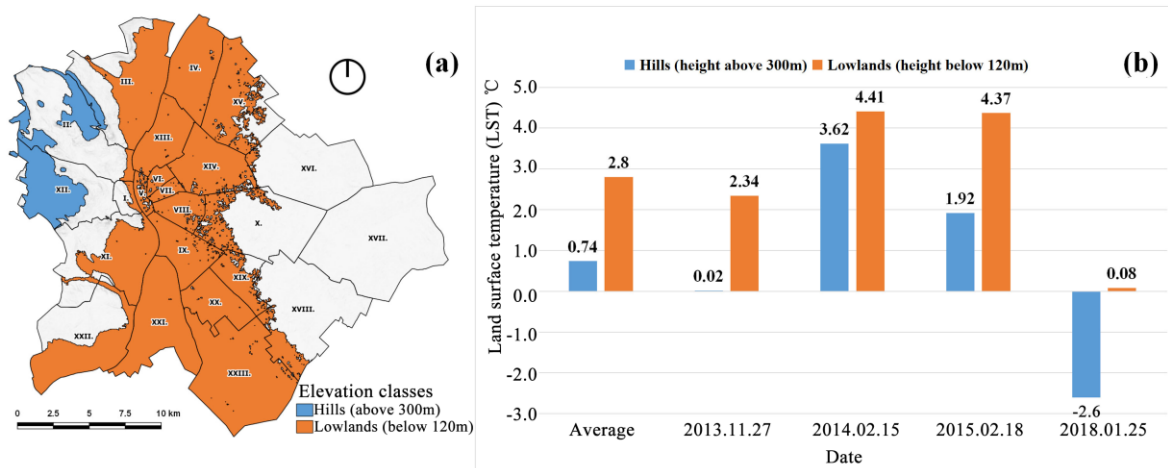 (a)
III.
IV.
XV.
II.
XIII.
XIV.
XVI.
XII.
VI.
V.
VII.
I.
VIII.
X.
XVII.
XI.
IX.
XIX.
XX.
XVIII.
XXII.
XXI.
XXIII.
Elevation classes
Hills (above 300m)
Lowlands (below 120m)
0 2.5 5 7.5 10 km
(b)
Hills (height above 300m) Lowlands (height below 120m)
Land surface temperature (LST) ℃
5.0
4.0
3.0
2.0
1.0
0.0
-1.0
-2.0
-3.0
0.74
2.8
0.02
2.34
3.62
4.41
1.92
4.37
-2.6
0.08
Average 2013.11.27 2014.02.15 2015.02.18 2018.01.25
Date